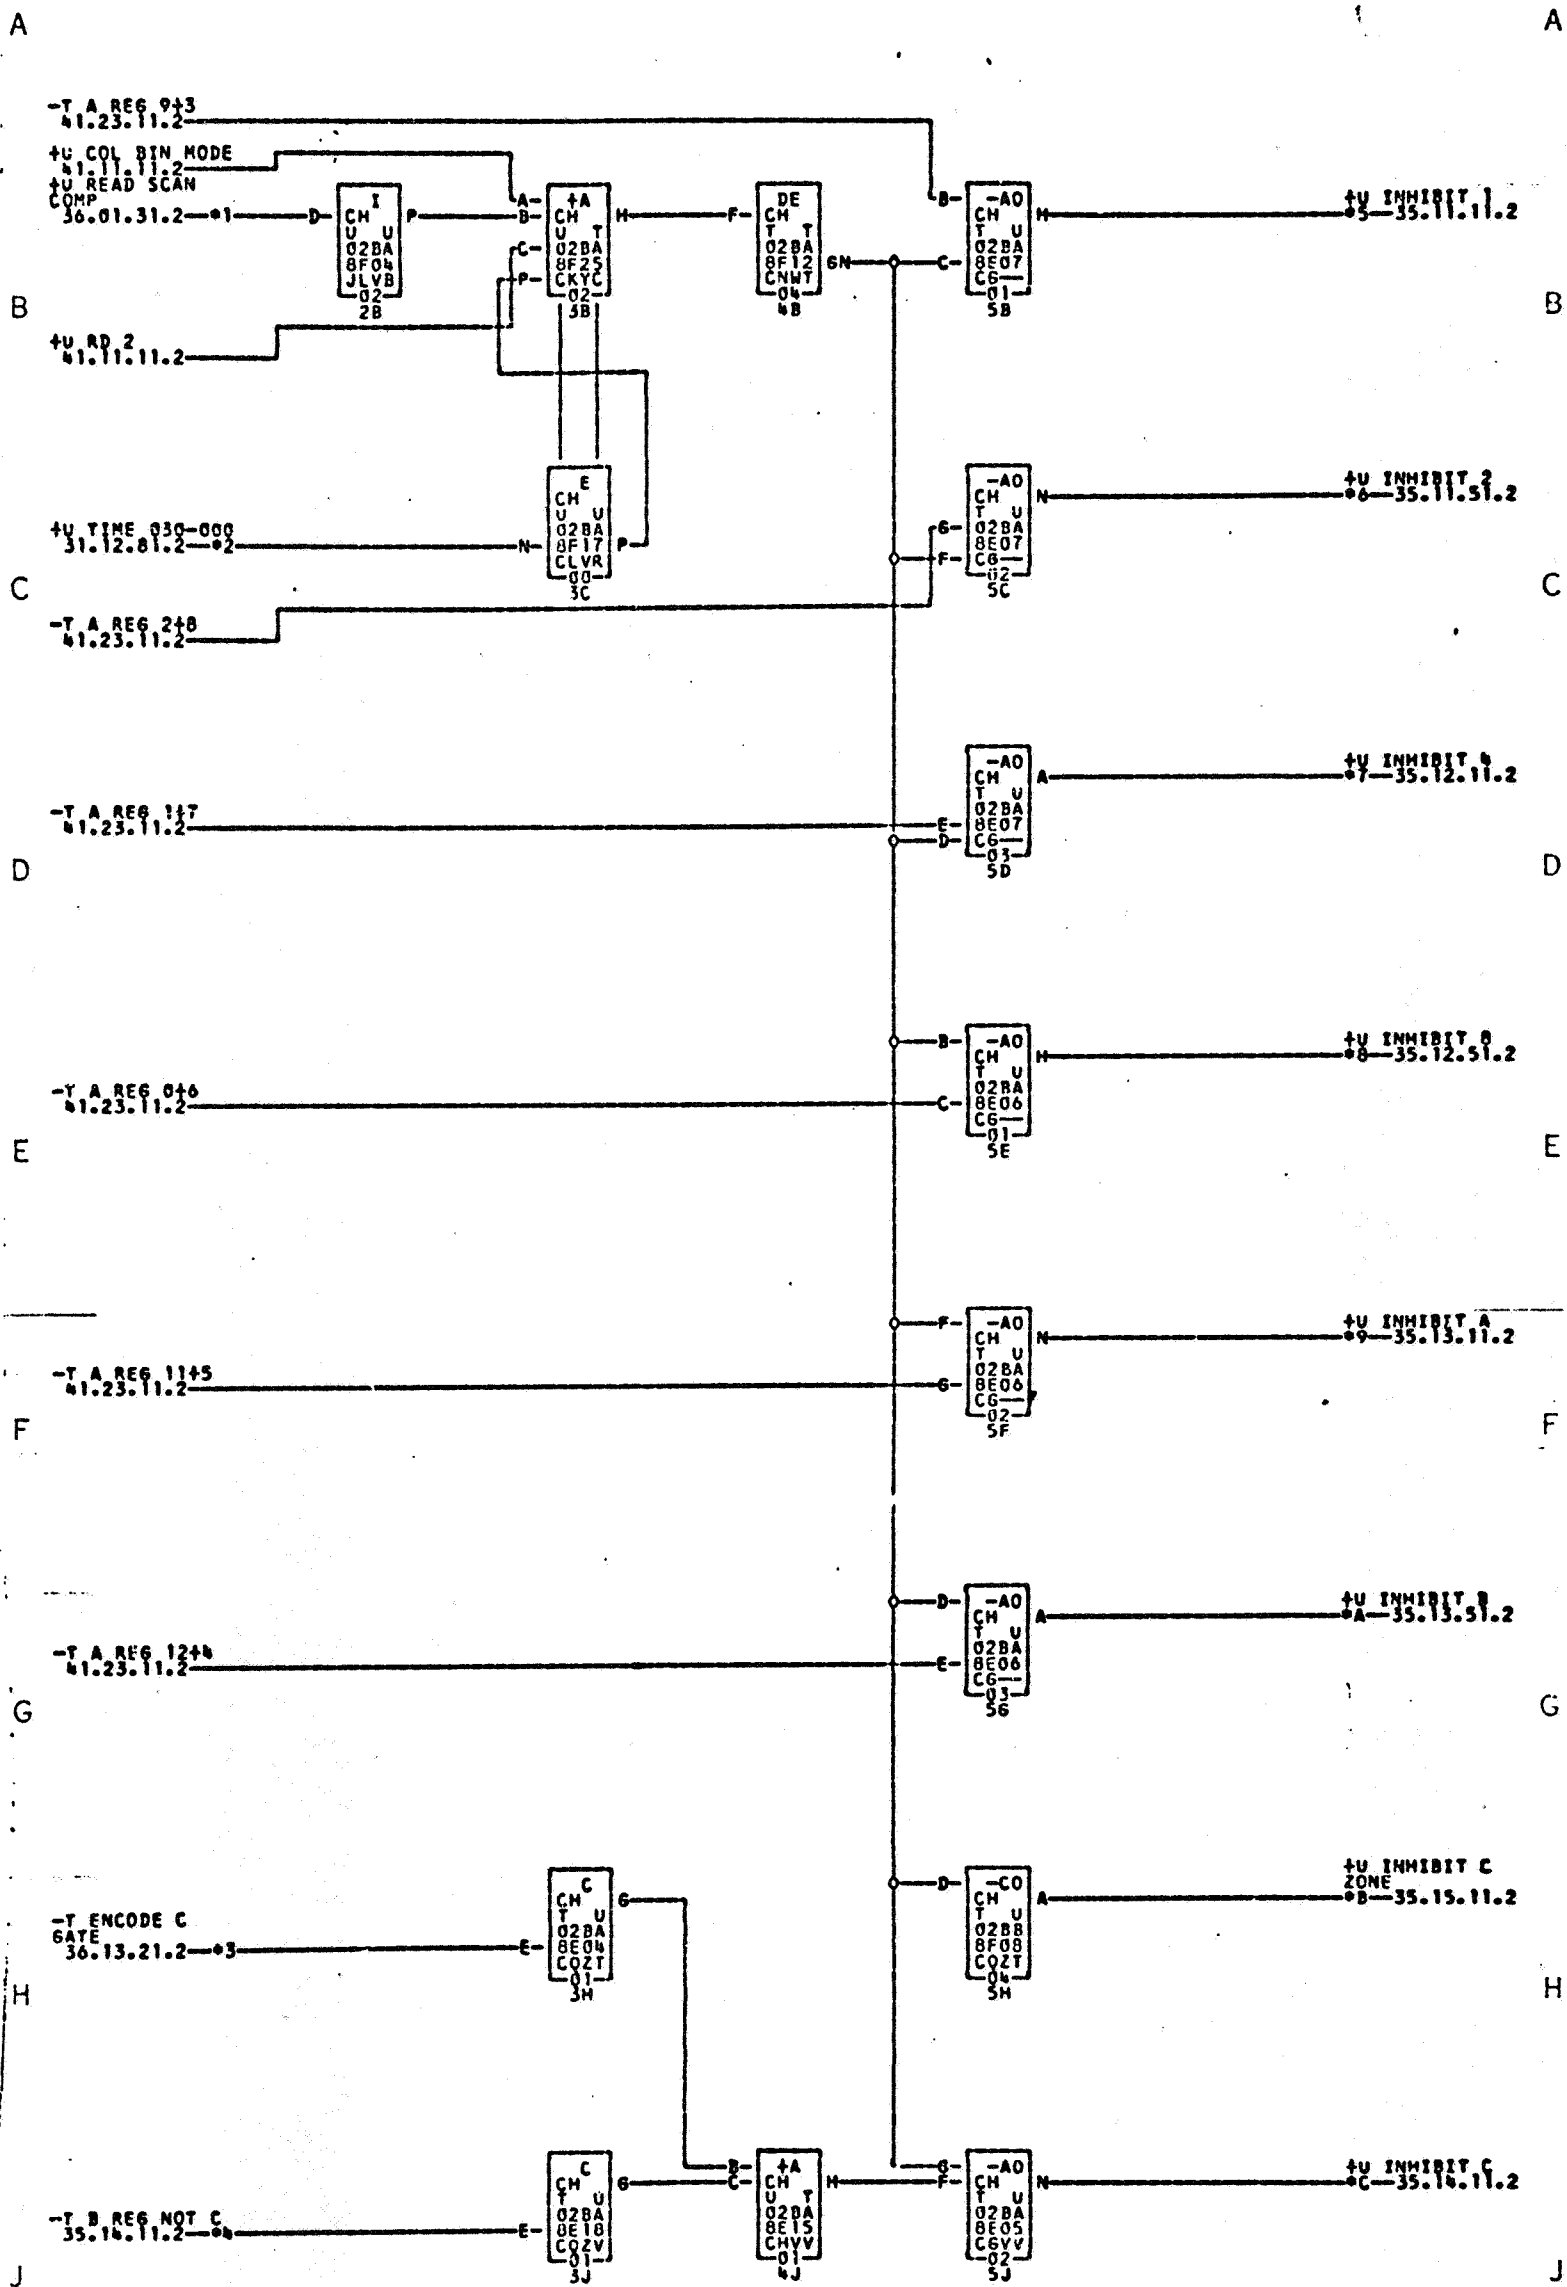 A A
-T A REG 9+3
41.23.11.2
+U COL BIN MODE
41.11.11.2
+U READ SCAN
COMP
36.01.31.2—*1
D
I
CH
U U
02BA
8F04
JLVB
02
2B
P
A
B
C
P
+A
CH
U T
02BA
8F25
CKYC
02
3B
H
F
DE
CH
T T
02BA
8F12
CNWT
04
4B
GN
B
C
-AO
CH
T U
02BA
8E07
C6
01
5B
H
+U INHIBIT 1
*5—35.11.11.2
B B
+U RD 2
41.11.11.2
+U TIME 030-000
31.12.81.2—*2
N
E
CH
U U
02BA
8F17
CLVR
00
3C
P
G
F
-AO
CH
T U
02BA
8E07
C6
02
5C
N
+U INHIBIT 2
*6—35.11.51.2
C C
-T A REG 2+8
41.23.11.2
-T A REG 1+7
41.23.11.2
E
D
-AO
CH
T U
02BA
8E07
C6
03
5D
A
+U INHIBIT 4
*7—35.12.11.2
D D
-T A REG 0+6
41.23.11.2
B
C
-AO
CH
T U
02BA
8E06
C6
01
5E
H
+U INHIBIT 8
*8—35.12.51.2
E E
-T A REG 11+5
41.23.11.2
F
G
-AO
CH
T U
02BA
8E06
C6
02
5F
N
+U INHIBIT A
*9—35.13.11.2
F F
-T A REG 12+4
41.23.11.2
D
E
-AO
CH
T U
02BA
8E06
C6
03
5G
A
+U INHIBIT B
*A—35.13.51.2
G G
-T ENCODE C
GATE
36.13.21.2—*3
E
C
CH
T U
02BA
8E04
CQZT
01
3H
G
D
-CO
CH
T U
02BB
8F08
CQZT
04
5H
A
+U INHIBIT C
ZONE
*B—35.15.11.2
H H
-T B REG NOT C
35.14.11.2—*4
E
C
CH
T U
02BA
8E18
CQZV
01
3J
G
B
C
+A
CH
U T
02BA
8E15
CHVV
01
4J
H
G
F
-AO
CH
T U
02BA
8E05
C6VV
02
5J
N
+U INHIBIT C
*C—35.14.11.2
J J